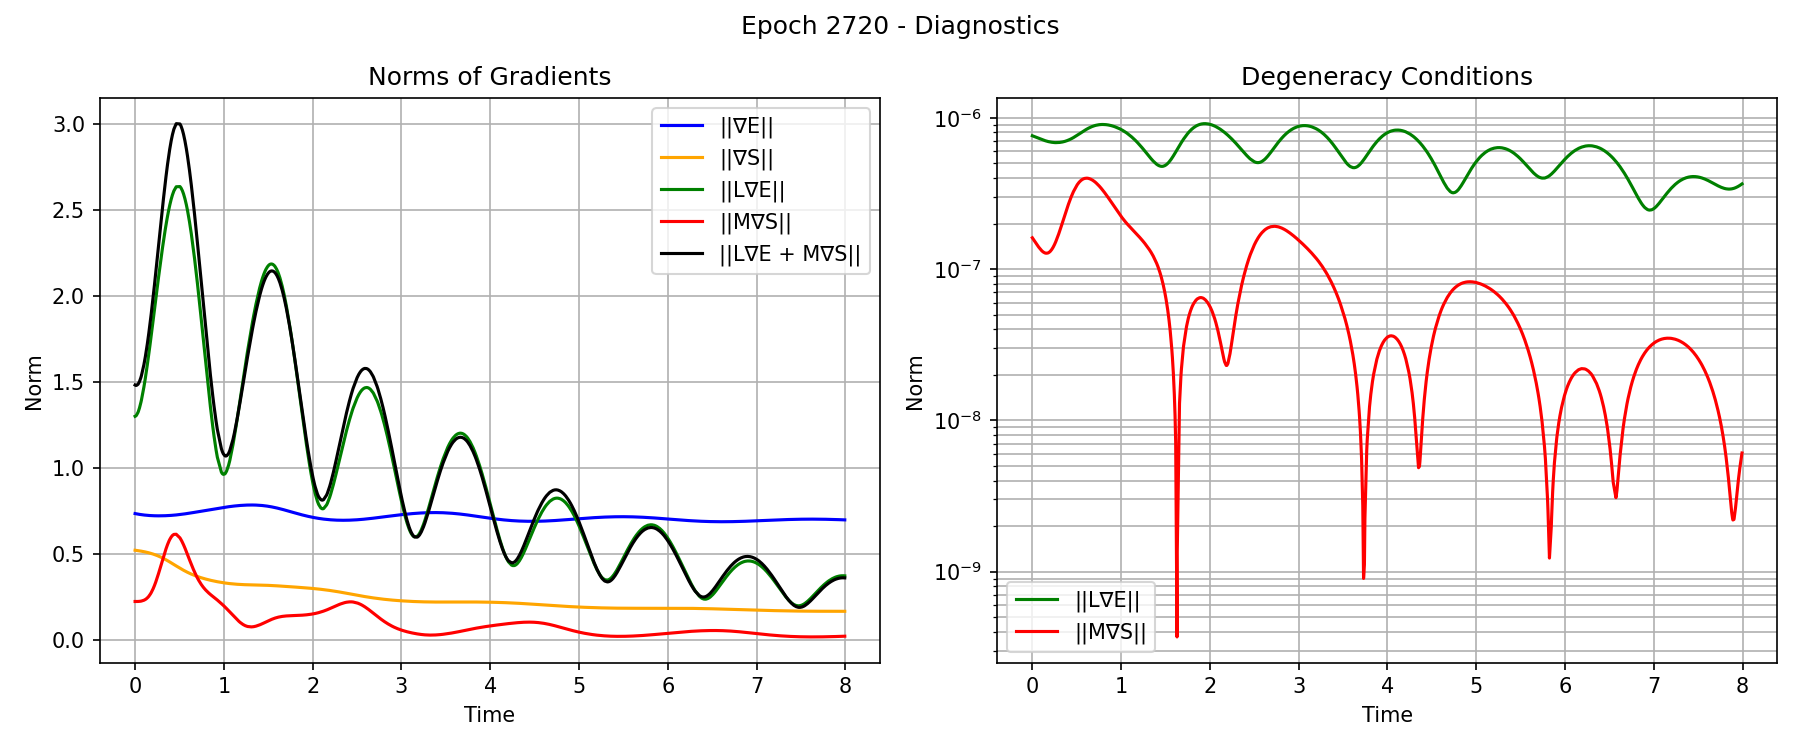 Epoch 2720 - Diagnostics
Norms of Gradients
Norm
3.0
2.5
2.0
1.5
1.0
0.5
0.0
||∇E||
||∇S||
||L∇E||
||M∇S||
||L∇E + M∇S||
0 1 2 3 4 5 6 7 8
Time
Degeneracy Conditions
Norm
10⁻⁶
10⁻⁷
10⁻⁸
10⁻⁹
||L∇E||
||M∇S||
0 1 2 3 4 5 6 7 8
Time